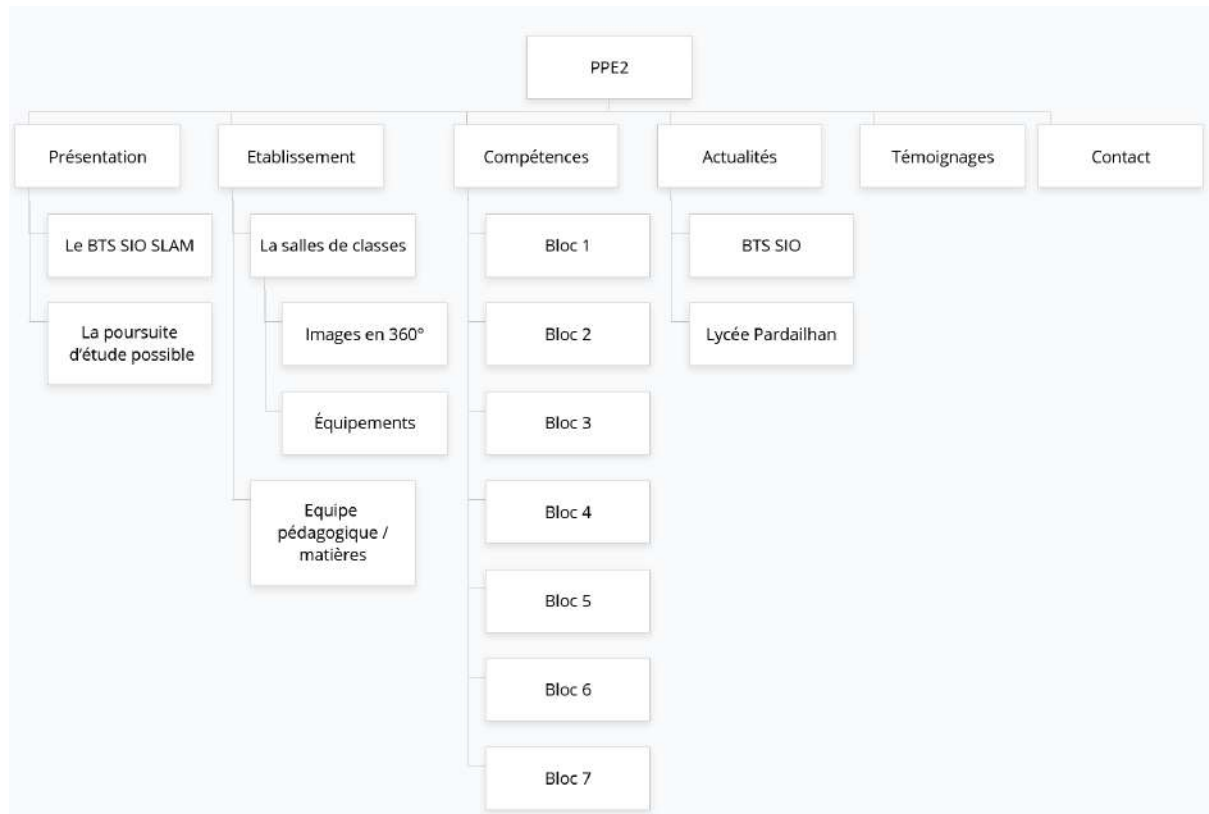 PPE2
Présentation
Etablissement
Compétences
Actualités
Témoignages
Contact
Le BTS SIO SLAM
La salles de classes
Bloc 1
BTS SIO
La poursuite
d'étude possible
Images en 360°
Bloc 2
Lycée Pardailhan
Équipements
Bloc 3
Equipe
pédagogique /
matières
Bloc 4
Bloc 5
Bloc 6
Bloc 7